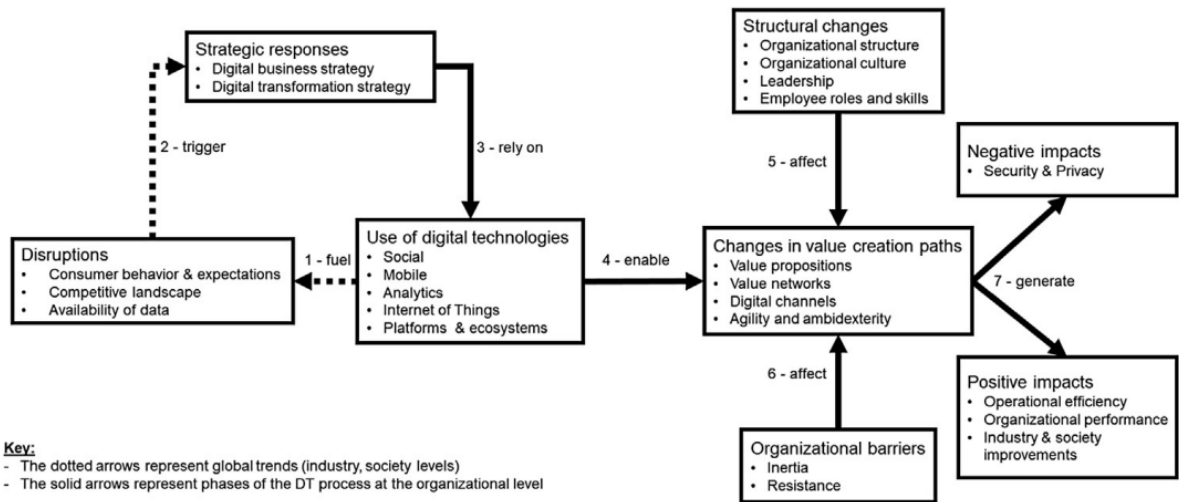 Strategic responses
• Digital business strategy
• Digital transformation strategy
Structural changes
• Organizational structure
• Organizational culture
• Leadership
• Employee roles and skills
2 - trigger
3 - rely on
5 - affect
Negative impacts
• Security & Privacy
Disruptions
• Consumer behavior & expectations
• Competitive landscape
• Availability of data
1 - fuel
Use of digital technologies
• Social
• Mobile
• Analytics
• Internet of Things
• Platforms & ecosystems
4 - enable
Changes in value creation paths
• Value propositions
• Value networks
• Digital channels
• Agility and ambidexterity
7 - generate
6 - affect
Positive impacts
• Operational efficiency
• Organizational performance
• Industry & society
improvements
Organizational barriers
• Inertia
• Resistance
Key:
- The dotted arrows represent global trends (industry, society levels)
- The solid arrows represent phases of the DT process at the organizational level